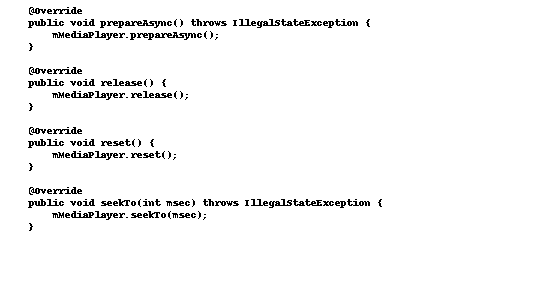 @Override
public void prepareAsync() throws IllegalStateException {
mMediaPlayer.prepareAsync();
}
@Override
public void release() {
mMediaPlayer.release();
}
@Override
public void reset() {
mMediaPlayer.reset();
}
@Override
public void seekTo(int msec) throws IllegalStateException {
mMediaPlayer.seekTo(msec);
}